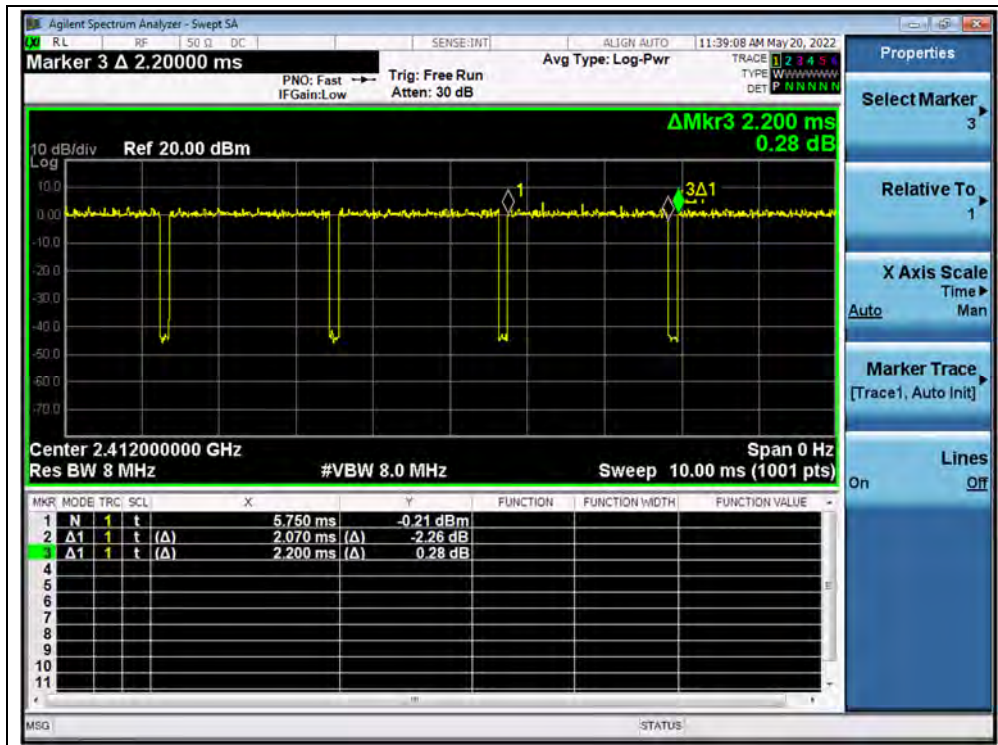 Agilent Spectrum Analyzer - Swept SA
LXI RL RF 50 Ω DC SENSE:INT ALIGN AUTO 11:39:08 AM May 20, 2022
Marker 3 Δ 2.20000 ms
PNO: Fast
IFGain:Low
Trig: Free Run
Atten: 30 dB
Avg Type: Log-Pwr
TRACE 1 2 3 4 5 6
TYPE WWWWWW
DET P N N N N N
ΔMkr3 2.200 ms
0.28 dB
10 dB/div Ref 20.00 dBm
Log
10.0
0.00
-10.0
-20.0
-30.0
-40.0
-50.0
-60.0
-70.0
1
3Δ1
Center 2.412000000 GHz Span 0 Hz
Res BW 8 MHz #VBW 8.0 MHz Sweep 10.00 ms (1001 pts)
MKR MODE TRC SCL X Y FUNCTION FUNCTION WIDTH FUNCTION VALUE
1 N 1 t 5.750 ms -0.21 dBm
2 Δ1 1 t (Δ) 2.070 ms (Δ) -2.26 dB
3 Δ1 1 t (Δ) 2.200 ms (Δ) 0.28 dB
4
5
6
7
8
9
10
11
MSG STATUS
Properties
Select Marker
3
Relative To
1
X Axis Scale
Time
Auto Man
Marker Trace
[Trace1, Auto Init]
Lines
On Off